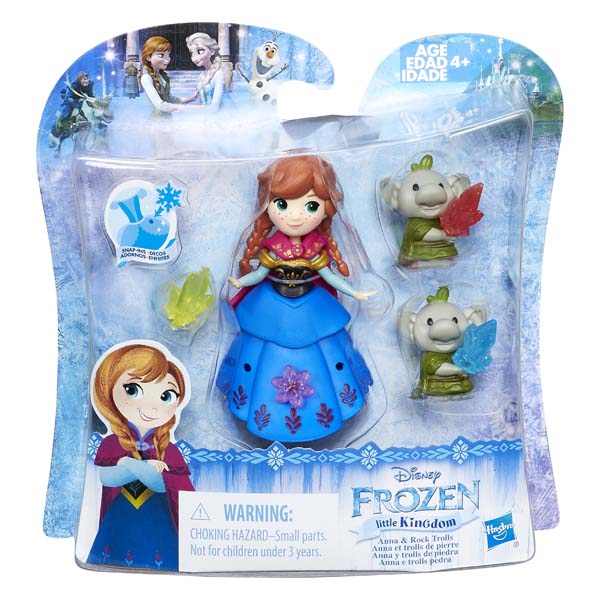 AGE
EDAD 4+
IDADE
SNAP-INS • DECOS
ADORNOS • ENFEITES
WARNING:
CHOKING HAZARD–Small parts.
Not for children under 3 years.
Disney
FROZEN
little Kingdom
Anna & Rock Trolls
Anna et trolls de pierre
Anna y trolls de piedra
Anna e trolls pedra
Hasbro